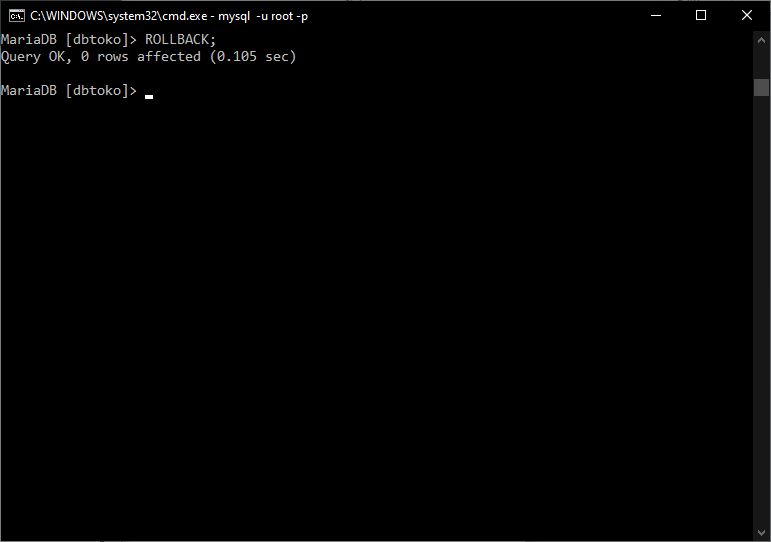 C:\WINDOWS\system32\cmd.exe - mysql  -u root -p
MariaDB [dbtoko]> ROLLBACK;
Query OK, 0 rows affected (0.105 sec)
MariaDB [dbtoko]>